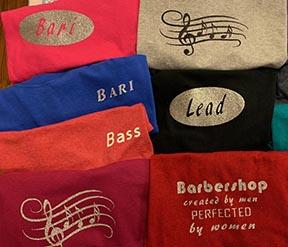 Bari
BARI
Lead
Bass
Barbershop
created by men
PERFECTED
by women